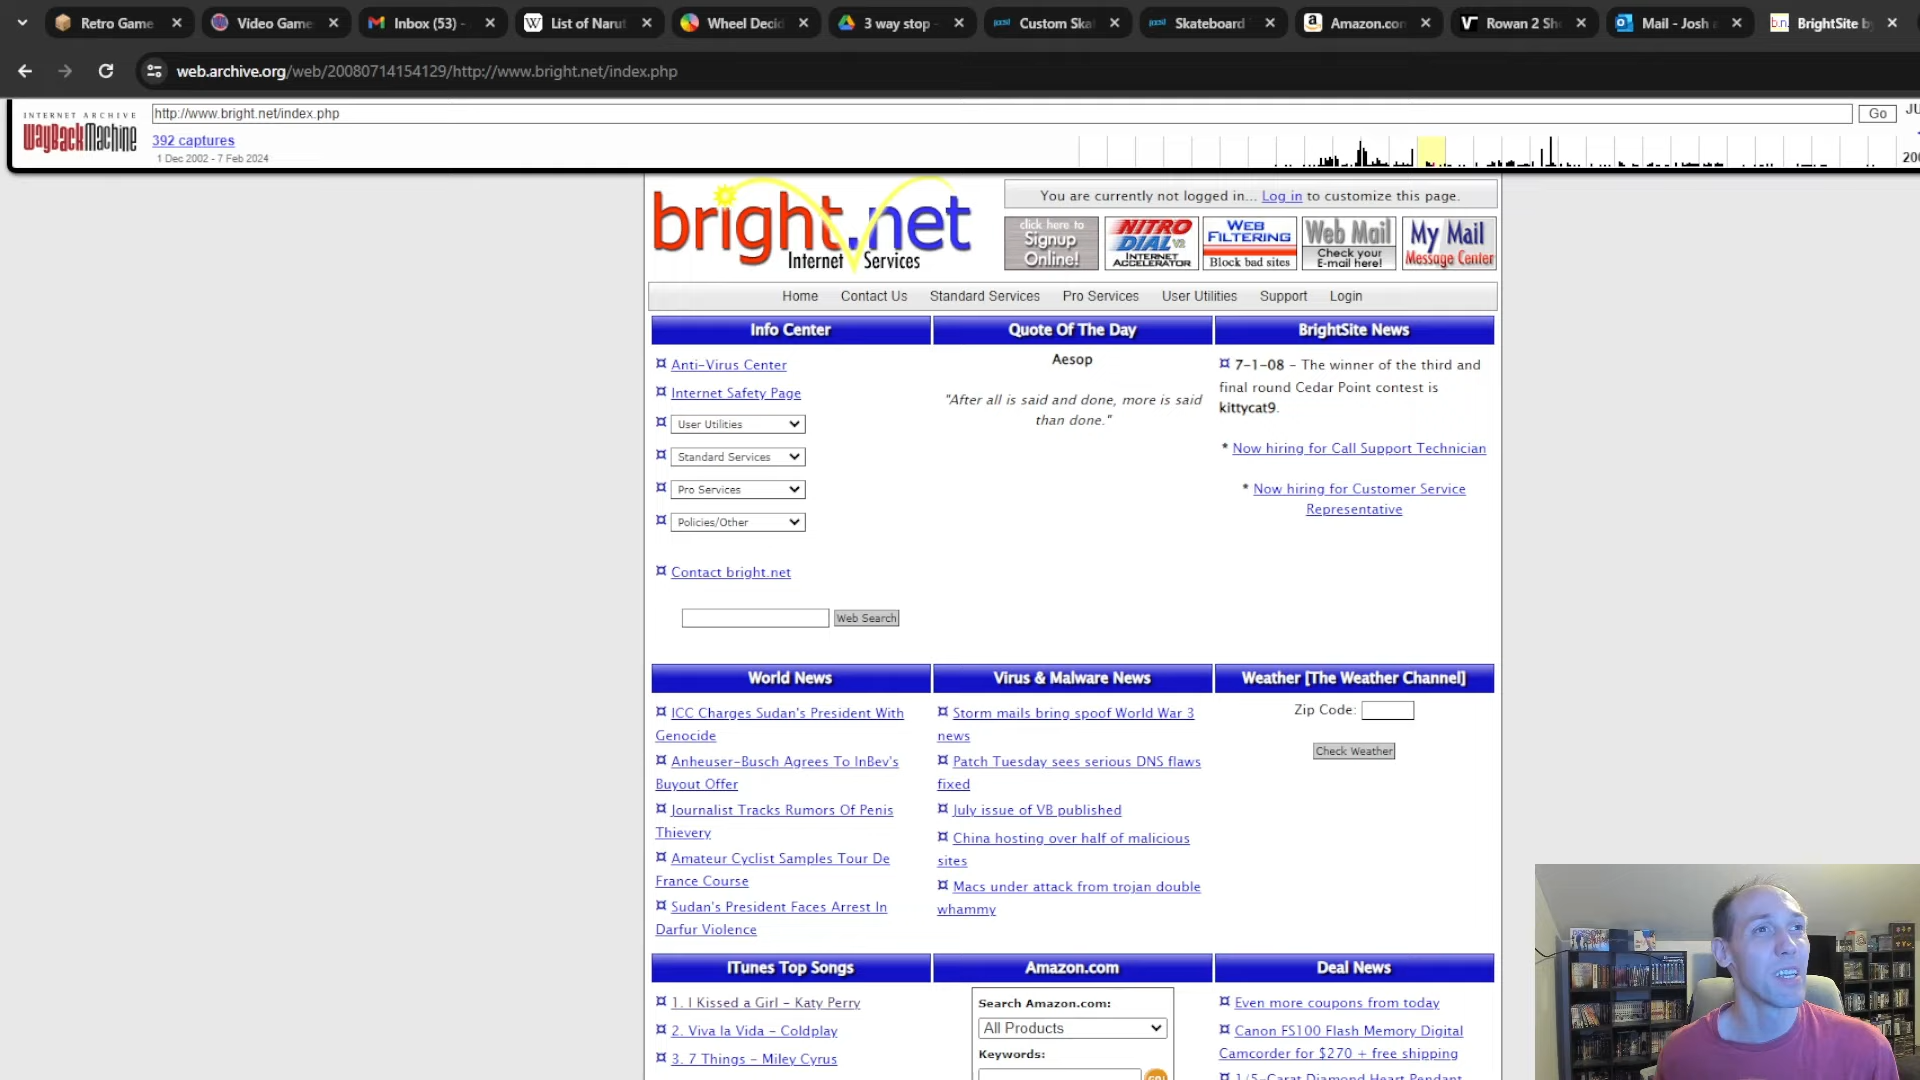 Retro Game
Video Game
Inbox (53) -
List of Narut
Wheel Decid
3 way stop -
Custom Ska
Skateboard
Amazon.com
Rowan 2 Sh
Mail - Josh
BrightSite b
web.archive.org/web/20080714154129/http://www.bright.net/index.php
INTERNET ARCHIVE
WayBackMachine
http://www.bright.net/index.php
Go
JU
392 captures
1 Dec 2002 - 7 Feb 2024
200
bright.net
Internet Services
You are currently not logged in... Log in to customize this page.
click here to
Signup
Online!
NITRO
DIAL V2
INTERNET
ACCELERATOR
WEB
FILTERING
Block bad sites
Web Mail
Check your
E-mail here!
My Mail
Message Center
Home Contact Us Standard Services Pro Services User Utilities Support Login
Info Center
Anti-Virus Center
Internet Safety Page
User Utilities
Standard Services
Pro Services
Policies/Other
Contact bright.net
Web Search
Quote Of The Day
Aesop
"After all is said and done, more is said
than done."
BrightSite News
7-1-08 - The winner of the third and
final round Cedar Point contest is
kittycat9.
* Now hiring for Call Support Technician
* Now hiring for Customer Service
Representative
World News
ICC Charges Sudan's President With
Genocide
Anheuser-Busch Agrees To InBev's
Buyout Offer
Journalist Tracks Rumors Of Penis
Thievery
Amateur Cyclist Samples Tour De
France Course
Sudan's President Faces Arrest In
Darfur Violence
Virus & Malware News
Storm mails bring spoof World War 3
news
Patch Tuesday sees serious DNS flaws
fixed
July issue of VB published
China hosting over half of malicious
sites
Macs under attack from trojan double
whammy
Weather [The Weather Channel]
Zip Code:
Check Weather
ITunes Top Songs
1. I Kissed a Girl - Katy Perry
2. Viva la Vida - Coldplay
3. 7 Things - Miley Cyrus
Amazon.com
Search Amazon.com:
All Products
Keywords:
GO!
Deal News
Even more coupons from today
Canon FS100 Flash Memory Digital
Camcorder for $270 + free shipping
1/5-Carat Diamond Heart Pendant